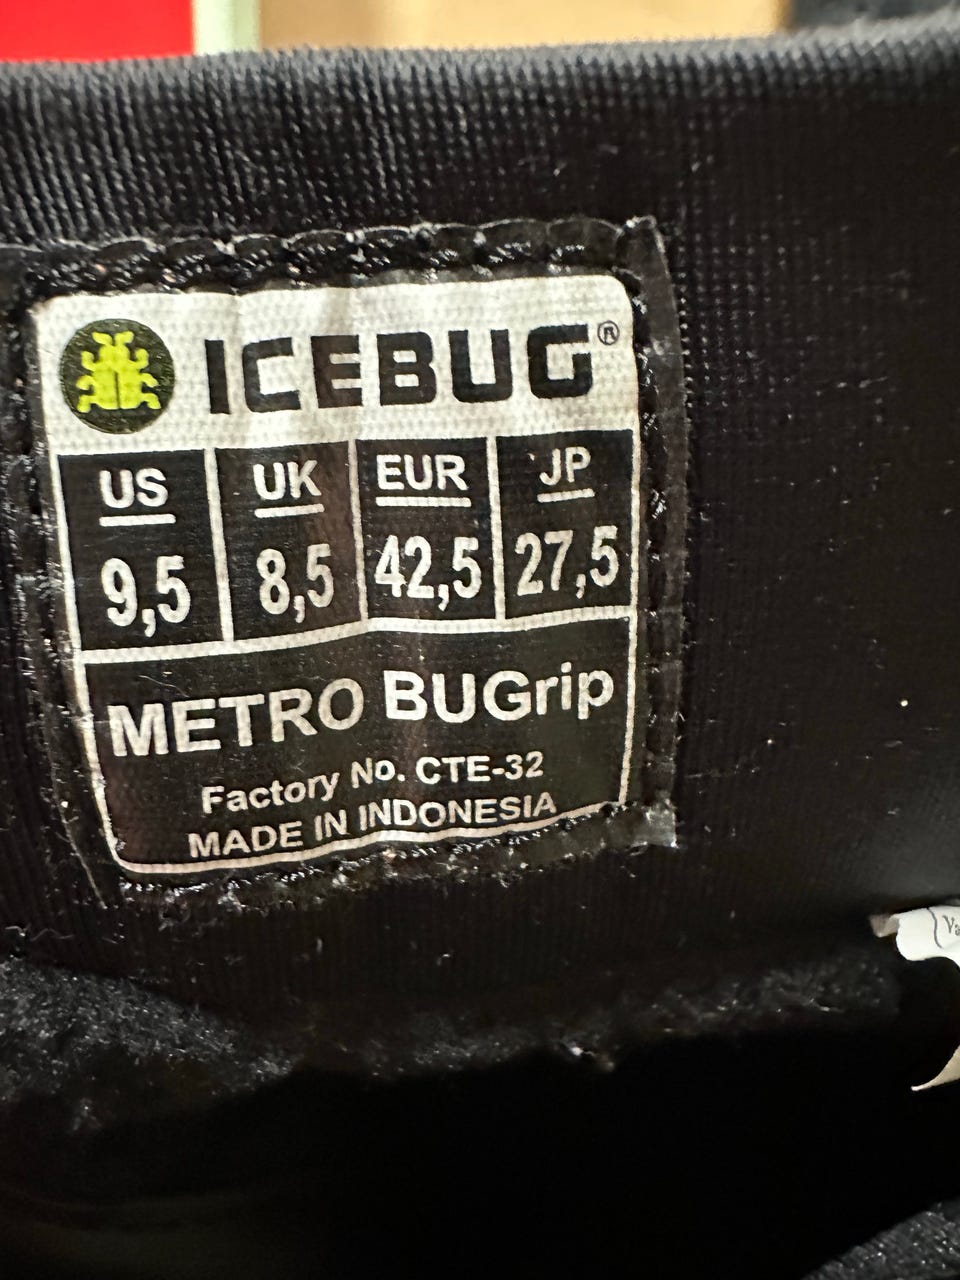 ICEBUG®
US UK EUR JP
9,5 8,5 42,5 27,5
METRO BUGrip
Factory No. CTE-32
MADE IN INDONESIA